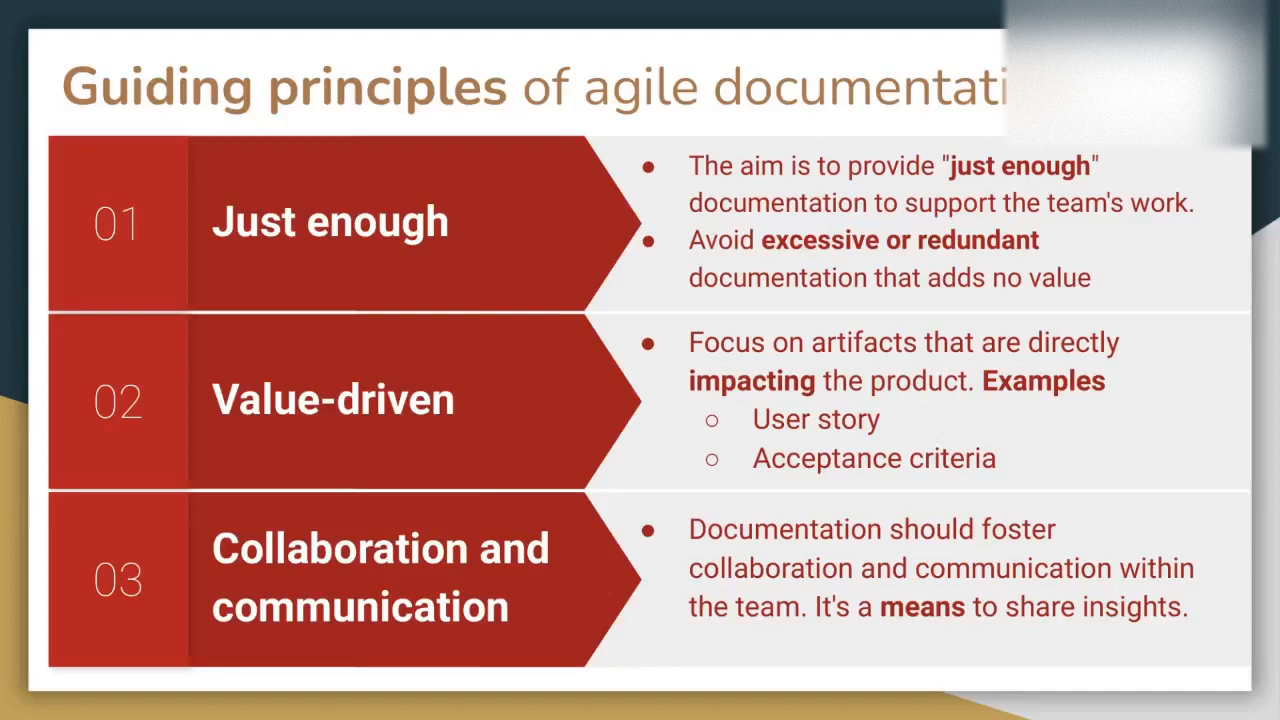 Guiding principles of agile
01
Just enough
● The aim is to provide "just enough"
documentation to support the team's work.
● Avoid excessive or redundant
documentation that adds no value
02
Value-driven
● Focus on artifacts that are directly
impacting the product. Examples
○ User story
○ Acceptance criteria
03
Collaboration and
communication
● Documentation should foster
collaboration and communication within
the team. It's a means to share insights.